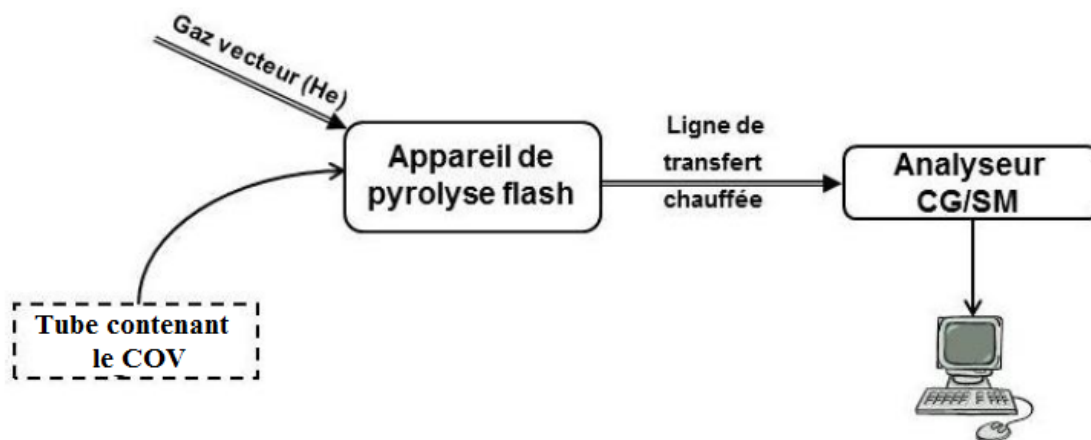 Gaz vecteur (He)
Appareil de
pyrolyse flash
Ligne de
transfert
chauffée
Analyseur
CG/SM
Tube contenant
le COV